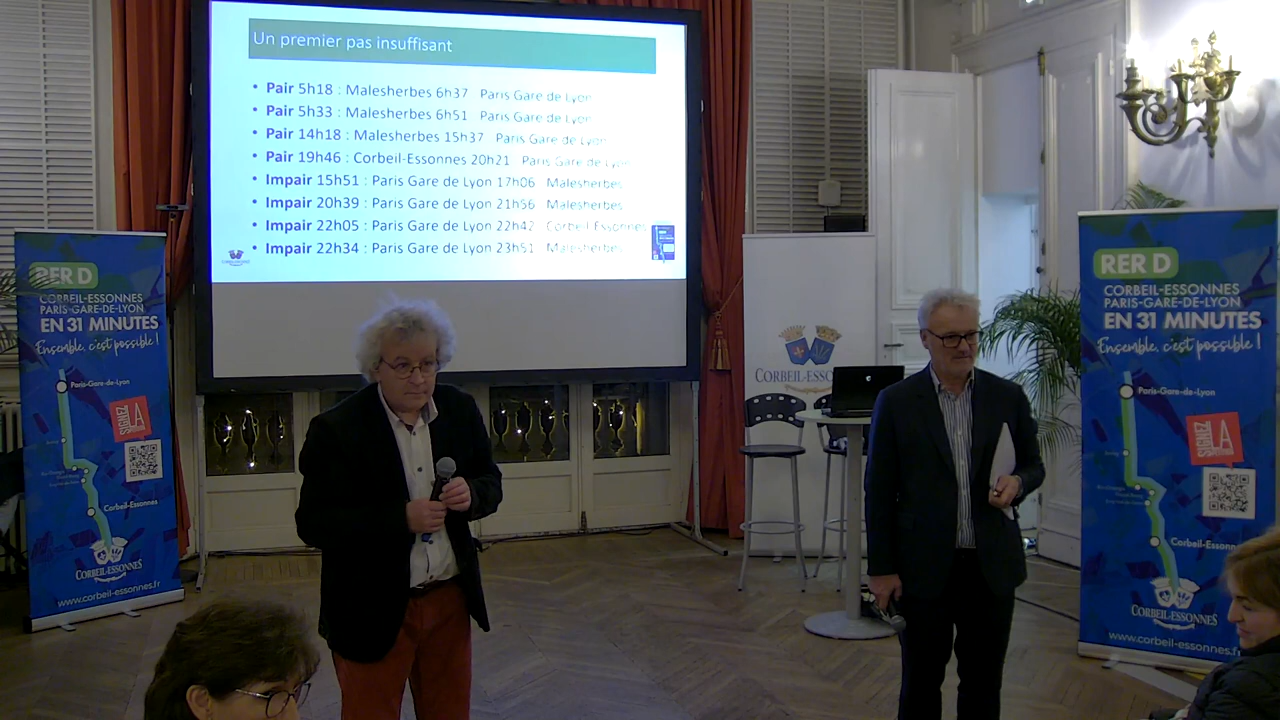 Un premier pas insuffisant
• Pair 5h18 : Malesherbes 6h37 Paris Gare de Lyon
• Pair 5h33 : Malesherbes 6h51 Paris Gare de Lyon
• Pair 14h18 : Malesherbes 15h37 Paris Gare de Lyon
• Pair 19h46 : Corbeil-Essonnes 20h21 Paris Gare de Lyon
• Impair 15h51 : Paris Gare de Lyon 17h06 Malesherbes
• Impair 20h39 : Paris Gare de Lyon 21h56 Malesherbes
• Impair 22h05 : Paris Gare de Lyon 22h42 Corbeil Essonnes
• Impair 22h34 : Paris Gare de Lyon 23h51 Malesherbes
RER D
CORBEIL-ESSONNES
PARIS-GARE-DE-LYON
EN 31 MINUTES
Ensemble, c'est possible !
Paris-Gare-de-Lyon
SIGNEZ
LA
Corbeil-Essonnes
CORBEIL-ESSONNES
www.corbeil-essonnes.fr
CORBEIL-ESSO
RER D
CORBEIL-ESSONNES
PARIS-GARE-DE-LYON
EN 31 MINUTES
Ensemble, c'est possible !
Paris-Gare-de-Lyon
SIGNEZ
LA
Corbeil-Essonn
CORBEIL-ESSONNES
www.corbeil-essonnes.f